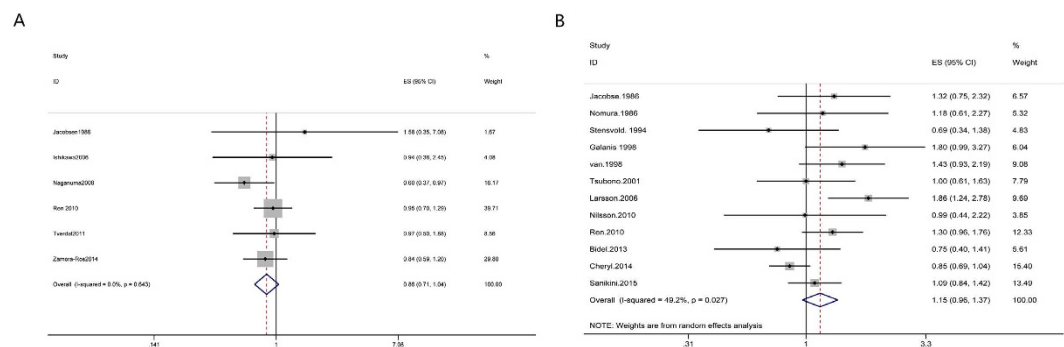 A
Study %
ID ES (95% CI) Weight
Jacobsen1986 1.58 (0.35, 7.08) 1.67
Ishikawa2006 0.94 (0.36, 2.45) 4.08
Naganuma2008 0.60 (0.37, 0.97) 16.17
Ren.2010 0.95 (0.70, 1.29) 39.71
Tverdal2011 0.97 (0.50, 1.88)
Zamora-Ros2014 0.84 (0.59, 1.20)
Overall (I-squared = 0.0%, p = 0.643) 0.86 (0.71, 1.04) 100.00
.141 1
B
Study %
ID ES (95% CI) Weight
Jacobse.1986 1.32 (0.75, 2.32) 6.57
Nomura.1986 1.18 (0.61, 2.27) 5.32
Stensvold. 1994 0.69 (0.34, 1.38) 4.83
Galanis 1998 1.80 (0.99, 3.27) 6.04
van.1998 1.43 (0.93, 2.19) 9.08
Tsubono.2001 1.00 (0.61, 1.63) 7.79
Larsson.2006 1.86 (1.24, 2.78) 9.69
Nilsson.2010 0.99 (0.44, 2.22) 3.85
Ren.2010 1.30 (0.96, 1.76) 12.33
Bidel.2013 0.75 (0.40, 1.41) 5.61
Cheryl.2014 0.85 (0.69, 1.04) 15.40
Sanikini.2015 1.09 (0.84, 1.42) 13.49
Overall (I-squared = 49.2%, p = 0.027) 1.15 (0.96, 1.37) 100.00
NOTE: Weights are from random effects analysis
.31 1 3.3